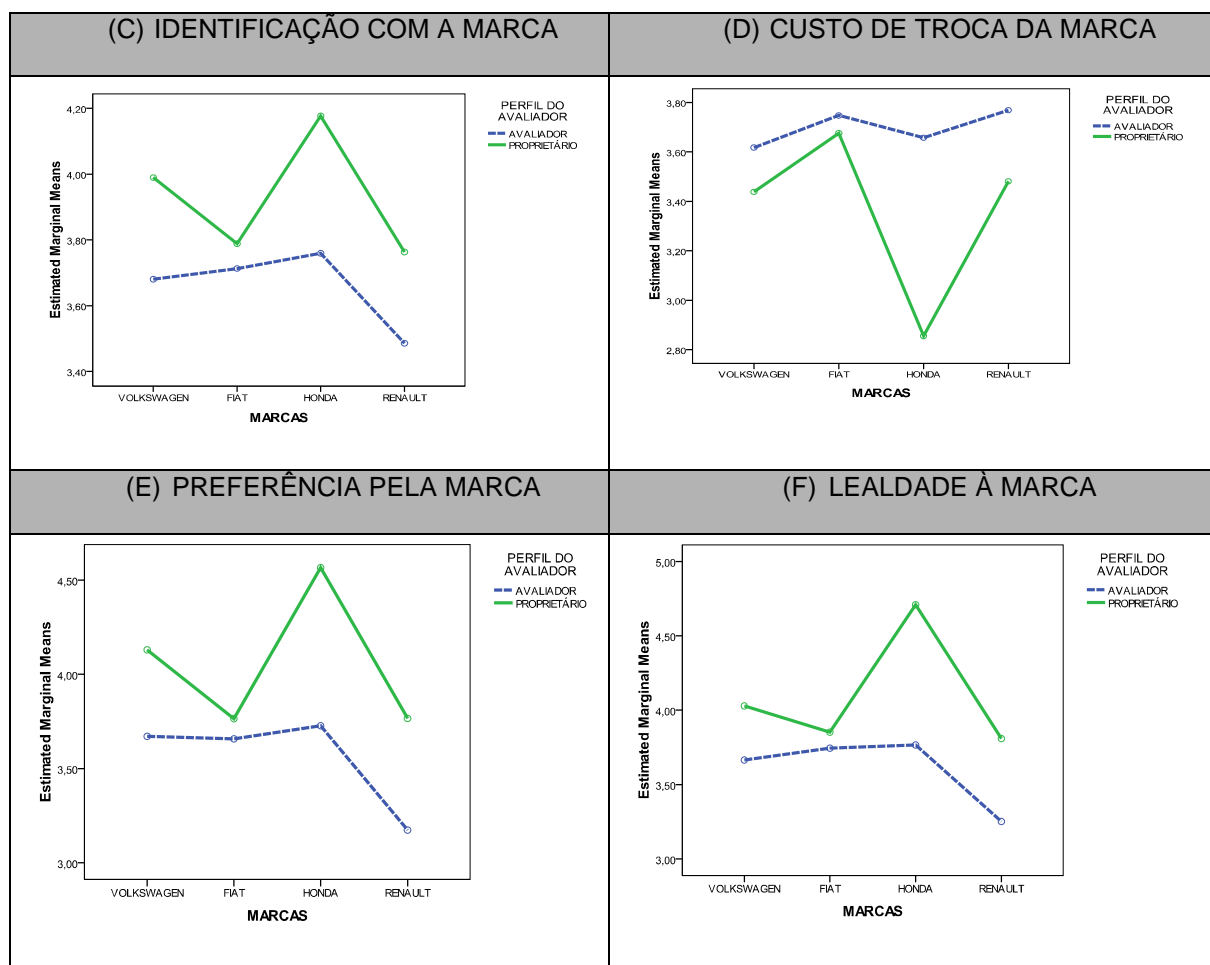 (C) IDENTIFICAÇÃO COM A MARCA
(D) CUSTO DE TROCA DA MARCA
Estimated Marginal Means
4,20
4,00
3,80
3,60
3,40
VOLKSWAGEN FIAT HONDA RENAULT
MARCAS
PERFIL DO
AVALIADOR
AVALIADOR
PROPRIETÁRIO
Estimated Marginal Means
3,80
3,60
3,40
3,20
3,00
2,80
VOLKSWAGEN FIAT HONDA RENAULT
MARCAS
PERFIL DO
AVALIADOR
AVALIADOR
PROPRIETÁRIO
(E) PREFERÊNCIA PELA MARCA
(F) LEALDADE À MARCA
Estimated Marginal Means
4,50
4,00
3,50
3,00
VOLKSWAGEN FIAT HONDA RENAULT
MARCAS
PERFIL DO
AVALIADOR
AVALIADOR
PROPRIETÁRIO
Estimated Marginal Means
5,00
4,50
4,00
3,50
3,00
VOLKSWAGEN FIAT HONDA RENAULT
MARCAS
PERFIL DO
AVALIADOR
AVALIADOR
PROPRIETÁRIO